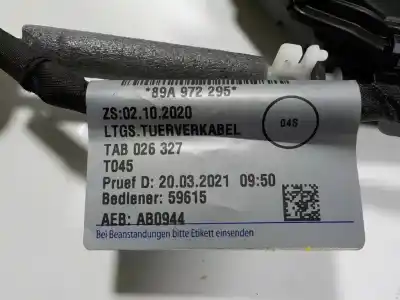 *89A 972 295*
ZS:02.10.2020
LTGS.TUERVERKABEL
04S
TAB 026 327
T045
Pruef D: 20.03.2021 09:50
Bediener: 59615
AEB: AB0944
Bei Beanstandungen bitte Etikett einsenden